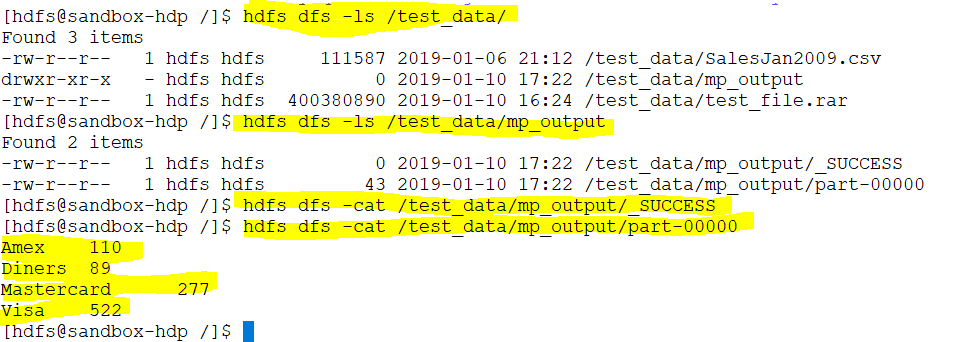 [hdfs@sandbox-hdp /]$ hdfs dfs -ls /test_data/
Found 3 items
-rw-r--r--   1 hdfs hdfs     111587 2019-01-06 21:12 /test_data/SalesJan2009.csv
drwxr-xr-x   - hdfs hdfs          0 2019-01-10 17:22 /test_data/mp_output
-rw-r--r--   1 hdfs hdfs  400380890 2019-01-10 16:24 /test_data/test_file.rar
[hdfs@sandbox-hdp /]$ hdfs dfs -ls /test_data/mp_output
Found 2 items
-rw-r--r--   1 hdfs hdfs          0 2019-01-10 17:22 /test_data/mp_output/_SUCCESS
-rw-r--r--   1 hdfs hdfs         43 2019-01-10 17:22 /test_data/mp_output/part-00000
[hdfs@sandbox-hdp /]$ hdfs dfs -cat /test_data/mp_output/_SUCCESS
[hdfs@sandbox-hdp /]$ hdfs dfs -cat /test_data/mp_output/part-00000
Amex    110
Diners  89
Mastercard      277
Visa    522
[hdfs@sandbox-hdp /]$